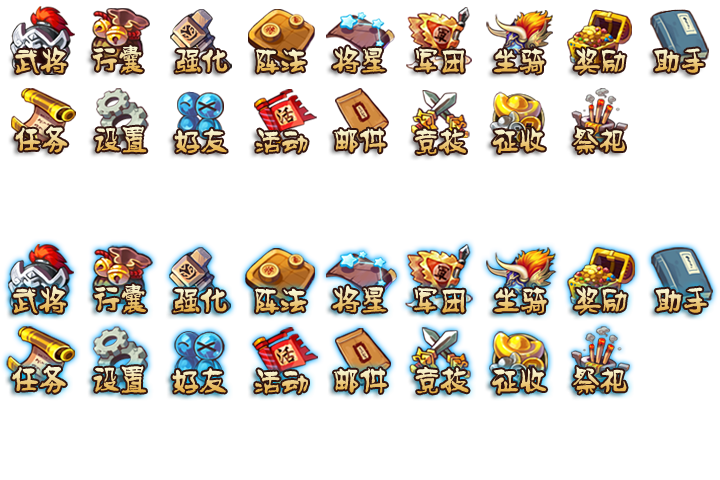 武将 行囊 强化 阵法 将星 军团 坐骑 奖励 助手
任务 设置 好友 活动 邮件 竞技 征收 祭祀
武将 行囊 强化 阵法 将星 军团 坐骑 奖励 助手
任务 设置 好友 活动 邮件 竞技 征收 祭祀